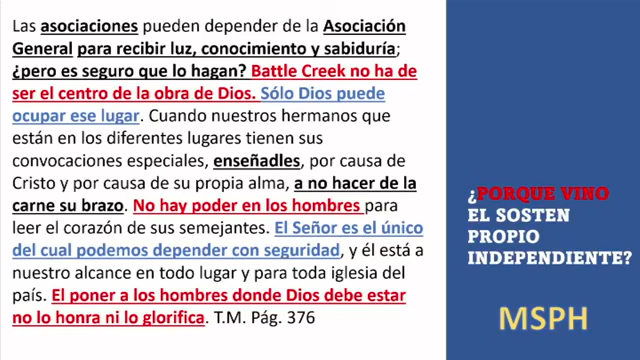 Las asociaciones pueden depender de la Asociación
General para recibir luz, conocimiento y sabiduría;
¿pero es seguro que lo hagan? Battle Creek no ha de
ser el centro de la obra de Dios. Sólo Dios puede
ocupar ese lugar. Cuando nuestros hermanos que
están en los diferentes lugares tienen sus
convocaciones especiales, enseñadles, por causa de
Cristo y por causa de su propia alma, a no hacer de la
carne su brazo. No hay poder en los hombres para
leer el corazón de sus semejantes. El Señor es el único
del cual podemos depender con seguridad, y él está a
nuestro alcance en todo lugar y para toda iglesia del
país. El poner a los hombres donde Dios debe estar
no lo honra ni lo glorifica. T.M. Pág. 376
¿PORQUE VINO
EL SOSTEN
PROPIO
INDEPENDIENTE?
MSPH